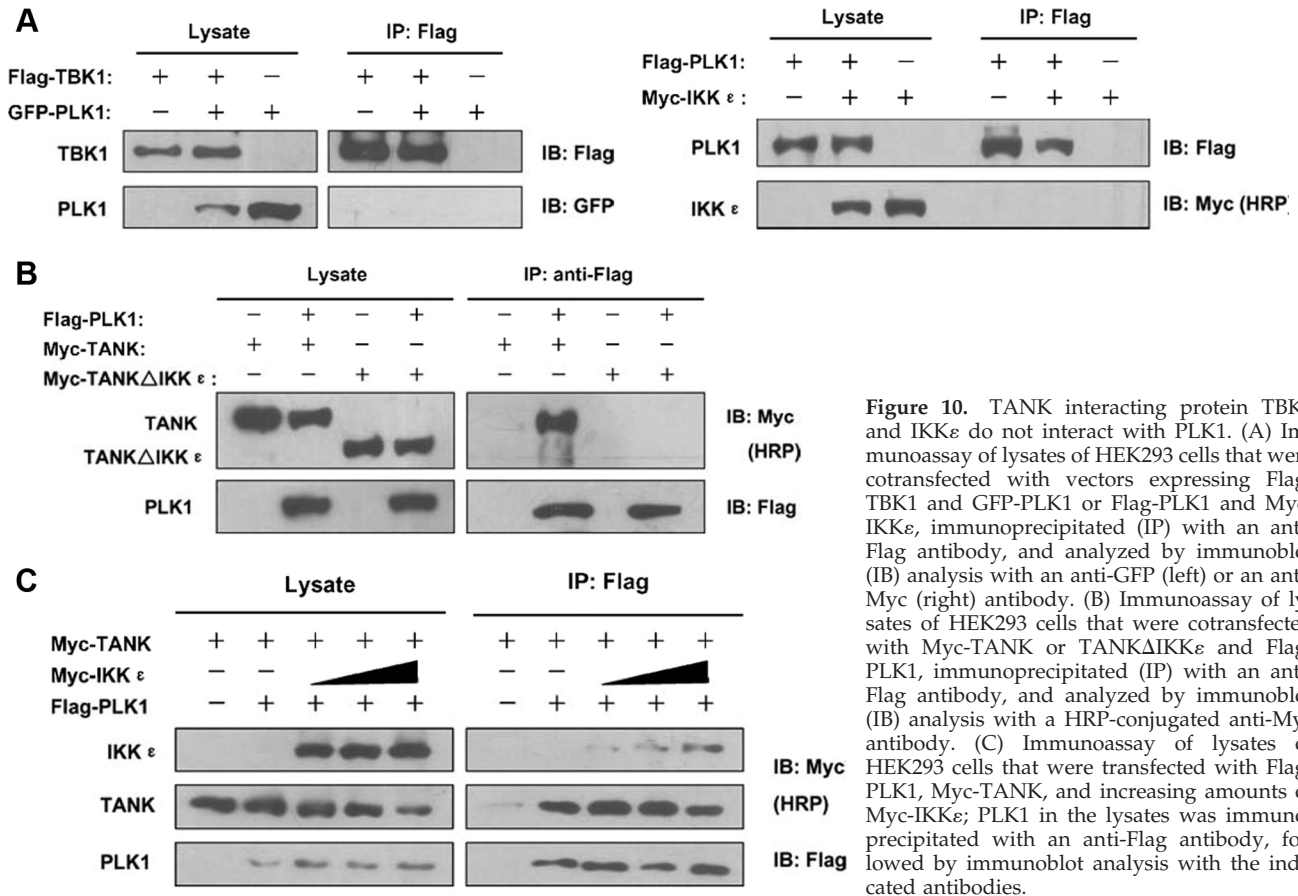 A
Lysate IP: Flag
Flag-TBK1: + + − + + −
GFP-PLK1: − + + − + +
TBK1 IB: Flag
PLK1 IB: GFP
Lysate IP: Flag
Flag-PLK1: + + − + + −
Myc-IKK ε : − + + − + +
PLK1 IB: Flag
IKK ε IB: Myc (HRP)
B
Lysate IP: anti-Flag
Flag-PLK1: − + − + − + − +
Myc-TANK: + + − − + + − −
Myc-TANK△IKK ε : − − + + − − + +
TANK IB: Myc
TANK△IKK ε (HRP)
PLK1 IB: Flag
C
Lysate IP: Flag
Myc-TANK + + + + + + + + + +
Myc-IKK ε − − − −
Flag-PLK1 − + + + + − + + + +
IKK ε IB: Myc
TANK (HRP)
PLK1 IB: Flag
Figure 10. TANK interacting protein TBK
and IKKε do not interact with PLK1. (A) Im
munoassay of lysates of HEK293 cells that were
cotransfected with vectors expressing Flag
TBK1 and GFP-PLK1 or Flag-PLK1 and Myc
IKKε, immunoprecipitated (IP) with an anti
Flag antibody, and analyzed by immunoblo
(IB) analysis with an anti-GFP (left) or an anti
Myc (right) antibody. (B) Immunoassay of ly
sates of HEK293 cells that were cotransfecte
with Myc-TANK or TANKΔIKKε and Flag
PLK1, immunoprecipitated (IP) with an anti
Flag antibody, and analyzed by immunoblo
(IB) analysis with a HRP-conjugated anti-My
antibody. (C) Immunoassay of lysates o
HEK293 cells that were transfected with Flag
PLK1, Myc-TANK, and increasing amounts o
Myc-IKKε; PLK1 in the lysates was immuno
precipitated with an anti-Flag antibody, fol
lowed by immunoblot analysis with the indi
cated antibodies.